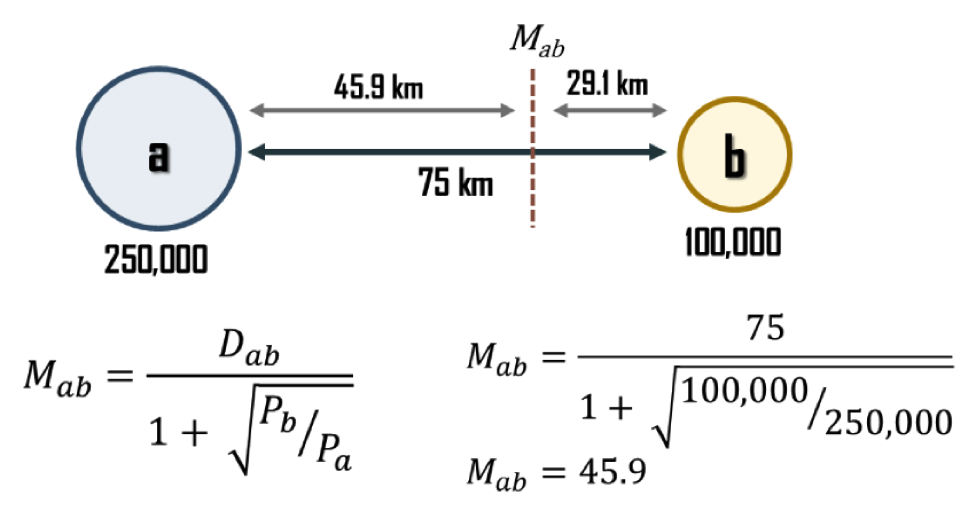 M_ab
45.9 km
29.1 km
a
b
75 km
250,000
100,000
M_ab = D_ab / (1 + √(P_b/P_a))
M_ab = 75 / (1 + √(100,000/250,000))
M_ab = 45.9